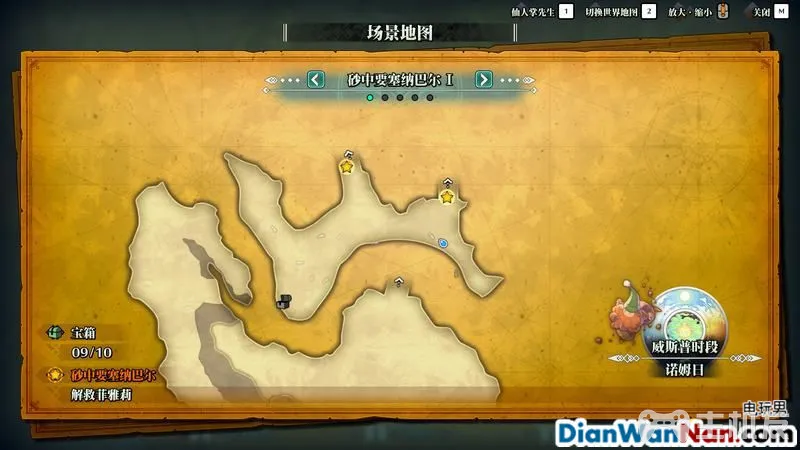 仙人掌先生 1 切换世界地图 2 放大·缩小 关闭 M
场景地图
砂中要塞纳巴尔 I
宝箱
09/10
砂中要塞纳巴尔
解救菲雅莉
威斯普时段
诺姆日
电玩男
DianWanNan.com